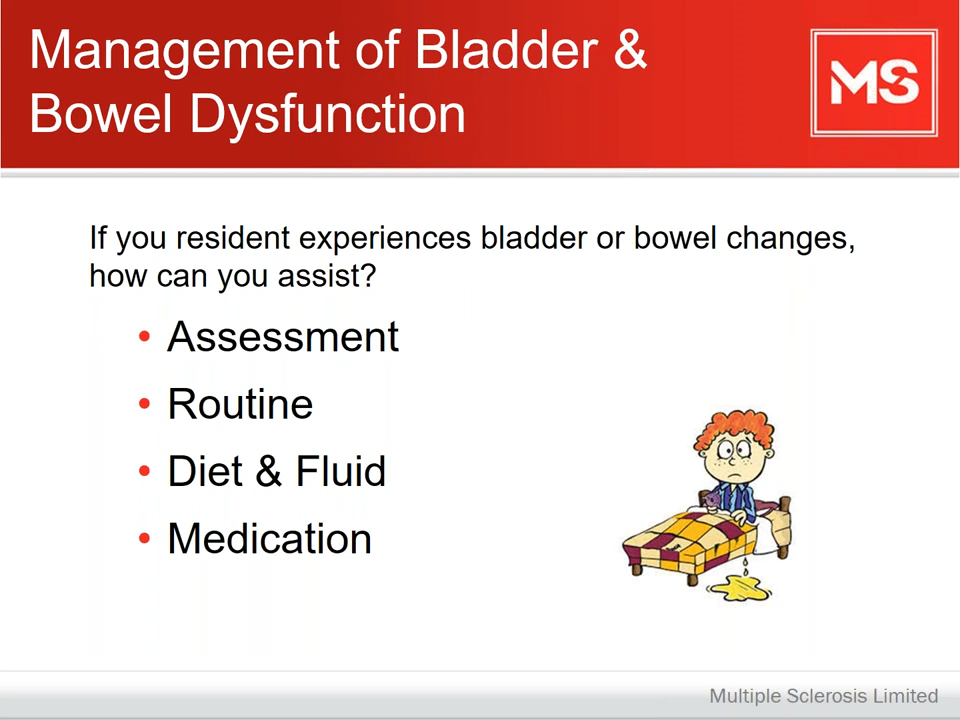 Management of Bladder &
Bowel Dysfunction
MS
If you resident experiences bladder or bowel changes,
how can you assist?
• Assessment
• Routine
• Diet & Fluid
• Medication
Multiple Sclerosis Limited